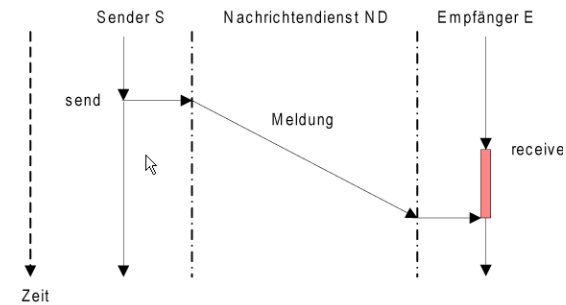 Sender S
Nachrichtendienst ND
Empfänger E
send
Meldung
receive
Zeit